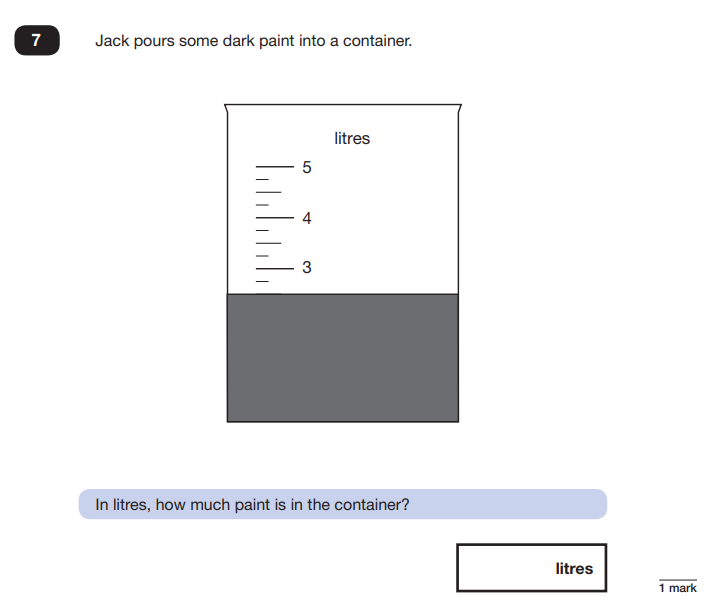 7
Jack pours some dark paint into a container.
litres
5
4
3
In litres, how much paint is in the container?
litres
1 mark